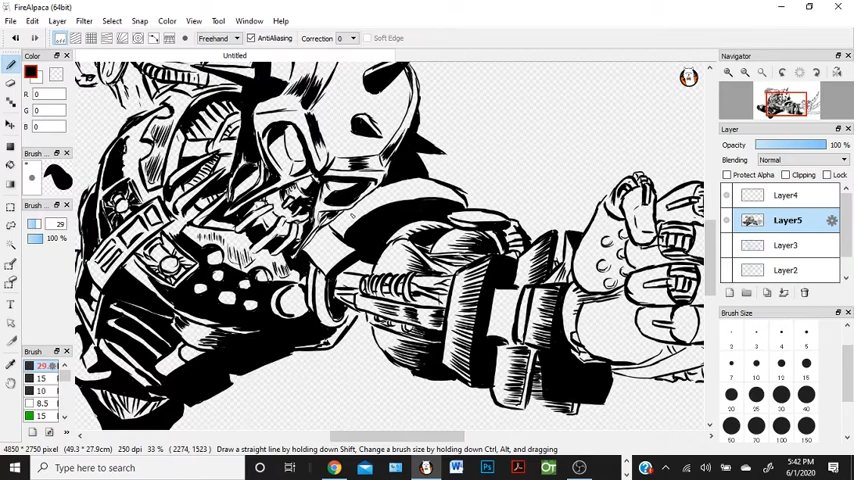 FireAlpaca (64bit)
File Edit Layer Filter Select Snap Color View Tool Window Help
off Freehand AntiAliasing Correction 0 Soft Edge
Untitled
Color
R 0
G 0
B 0
Brush ...
29
100 %
Brush
29.
15
10
8.5
15
Navigator
Layer
Opacity 100 %
Blending Normal
Protect Alpha Clipping Lock
Layer4
Layer5
Layer3
Layer2
Brush Size
2 3 4 5
7 10 12 15
20 25 30 40
50 70 100 150
4850 * 2750 pixel (49.3 * 27.9cm) 250 dpi 33 % ( 2274, 1523 ) Draw a straight line by holding down Shift, Change a brush size by holding down Ctrl, Alt, and dragging
Type here to search
5:42 PM
6/1/2020